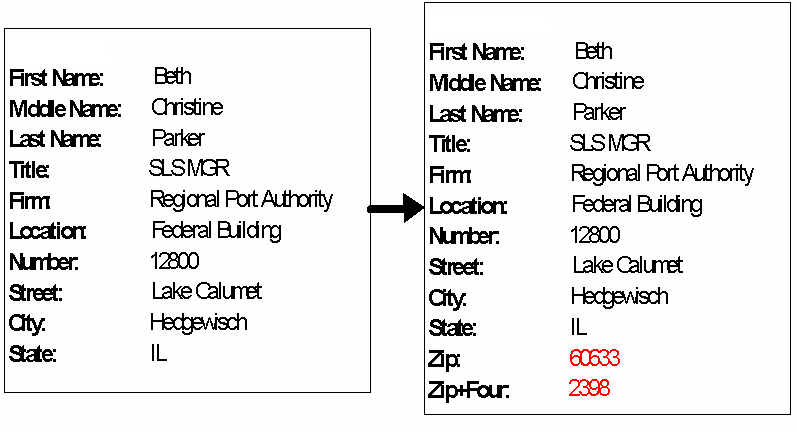 First Name: Beth
Middle Name: Christine
Last Name: Parker
Title: SLS MGR
Firm: Regional Port Authority
Location: Federal Building
Number: 12800
Street: Lake Calumet
City: Hedgewisch
State: IL
First Name: Beth
Middle Name: Christine
Last Name: Parker
Title: SLS MGR
Firm: Regional Port Authority
Location: Federal Building
Number: 12800
Street: Lake Calumet
City: Hedgewisch
State: IL
Zip: 60633
Zip+Four: 2398